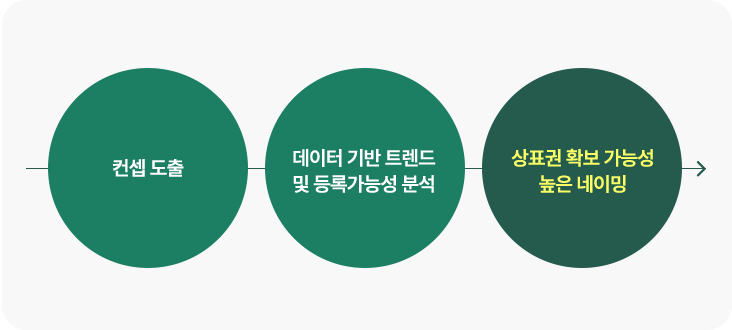 컨셉 도출
데이터 기반 트렌드
및 등록가능성 분석
상표권 확보 가능성
높은 네이밍